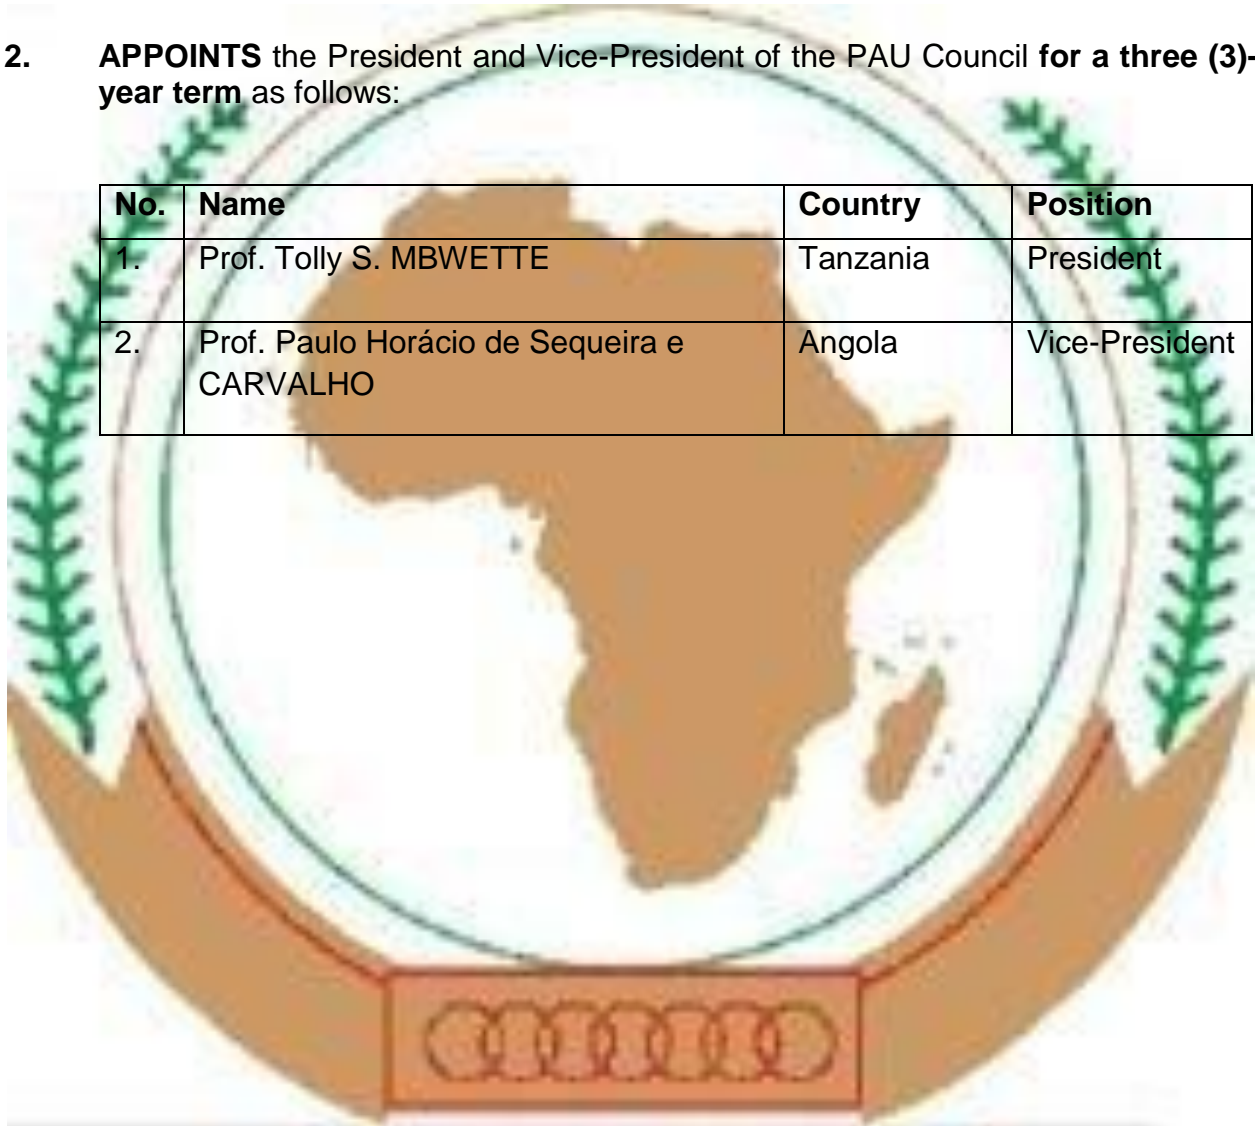 2. APPOINTS the President and Vice-President of the PAU Council for a three (3)-
year term as follows:
No. Name Country Position
1. Prof. Tolly S. MBWETTE Tanzania President
2. Prof. Paulo Horácio de Sequeira e Angola Vice-President
CARVALHO